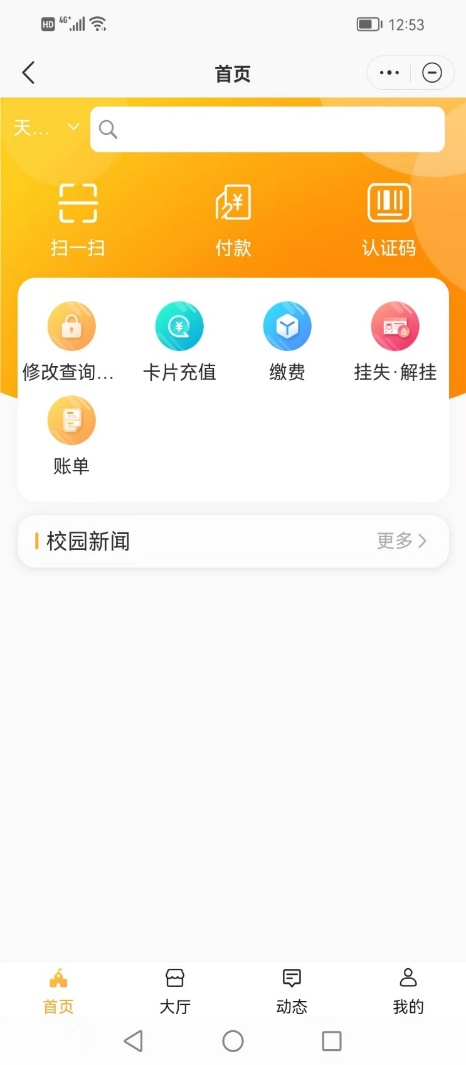 HD 4G+ 12:53
首页
天...
扫一扫 付款 认证码
修改查询... 卡片充值 缴费 挂失·解挂
账单
校园新闻 更多
首页 大厅 动态 我的